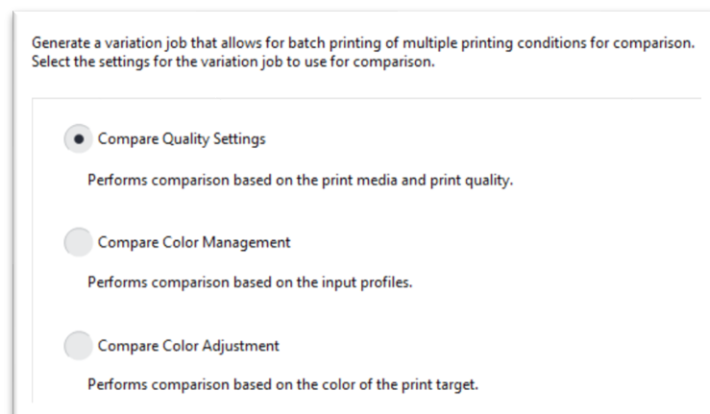 Generate a variation job that allows for batch printing of multiple printing conditions for comparison.
Select the settings for the variation job to use for comparison.
Compare Quality Settings
Performs comparison based on the print media and print quality.
Compare Color Management
Performs comparison based on the input profiles.
Compare Color Adjustment
Performs comparison based on the color of the print target.